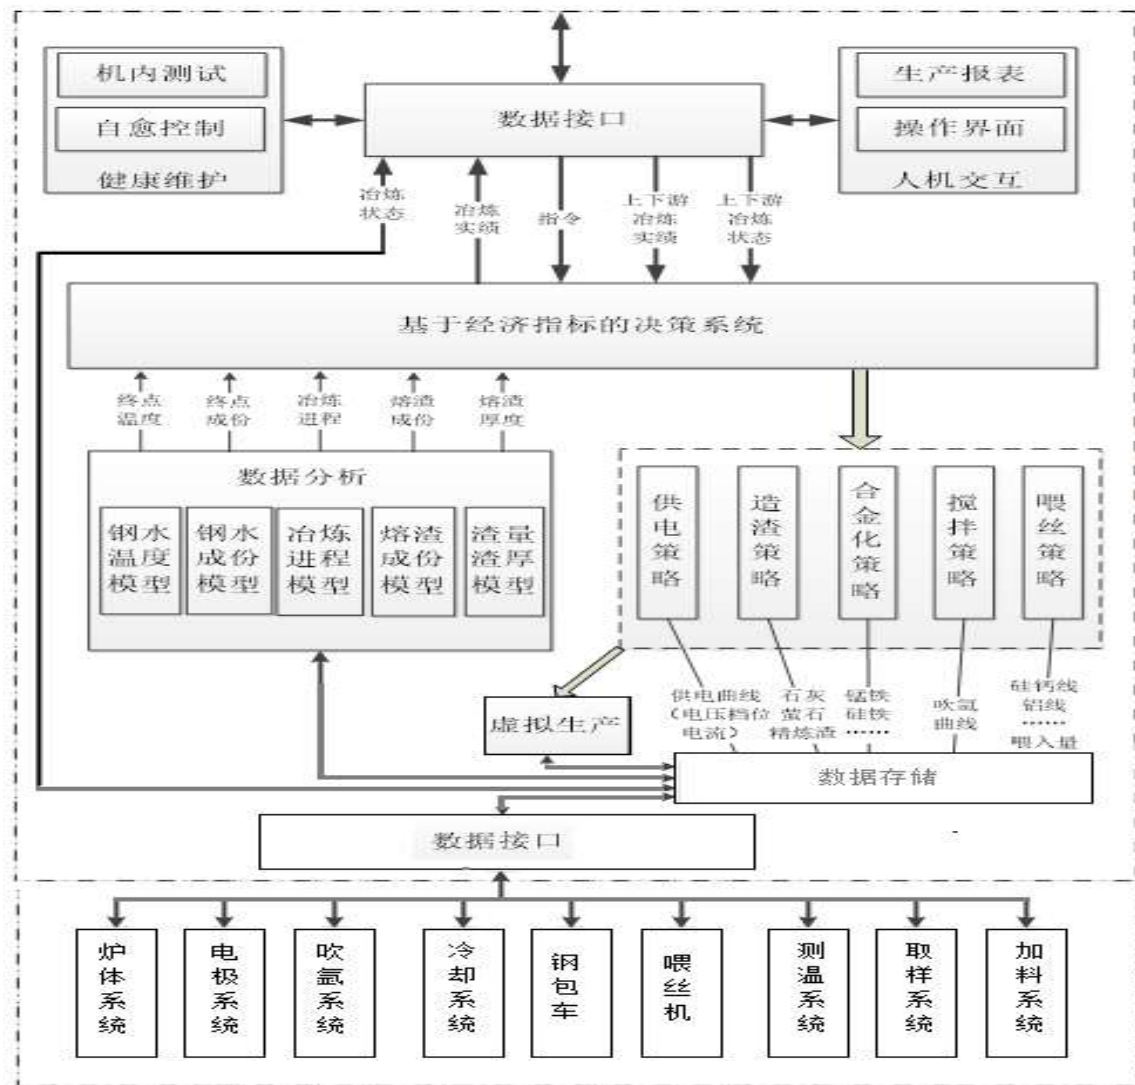 机内测试
自愈控制
健康维护
数据接口
生产报表
操作界面
人机交互
冶炼
状态
冶炼
实绩
指令
上下游
冶炼
实绩
上下游
冶炼
状态
基于经济指标的决策系统
终点
温度
终点
成份
冶炼
进程
熔渣
成份
熔渣
厚度
数据分析
钢水
温度
模型
钢水
成份
模型
冶炼
进程
模型
熔渣
成份
模型
渣量
渣厚
模型
供电策略
造渣策略
合金化策略
搅拌策略
喂丝策略
供电曲线
(电压档位
电流)
石灰
萤石
精炼渣
锰铁
硅铁
……
吹氩
曲线
硅钙线
铝线
……
喂入量
虚拟生产
数据存储
数据接口
炉体系统
电极系统
吹氩系统
冷却系统
钢包车
喂丝机
测温系统
取样系统
加料系统